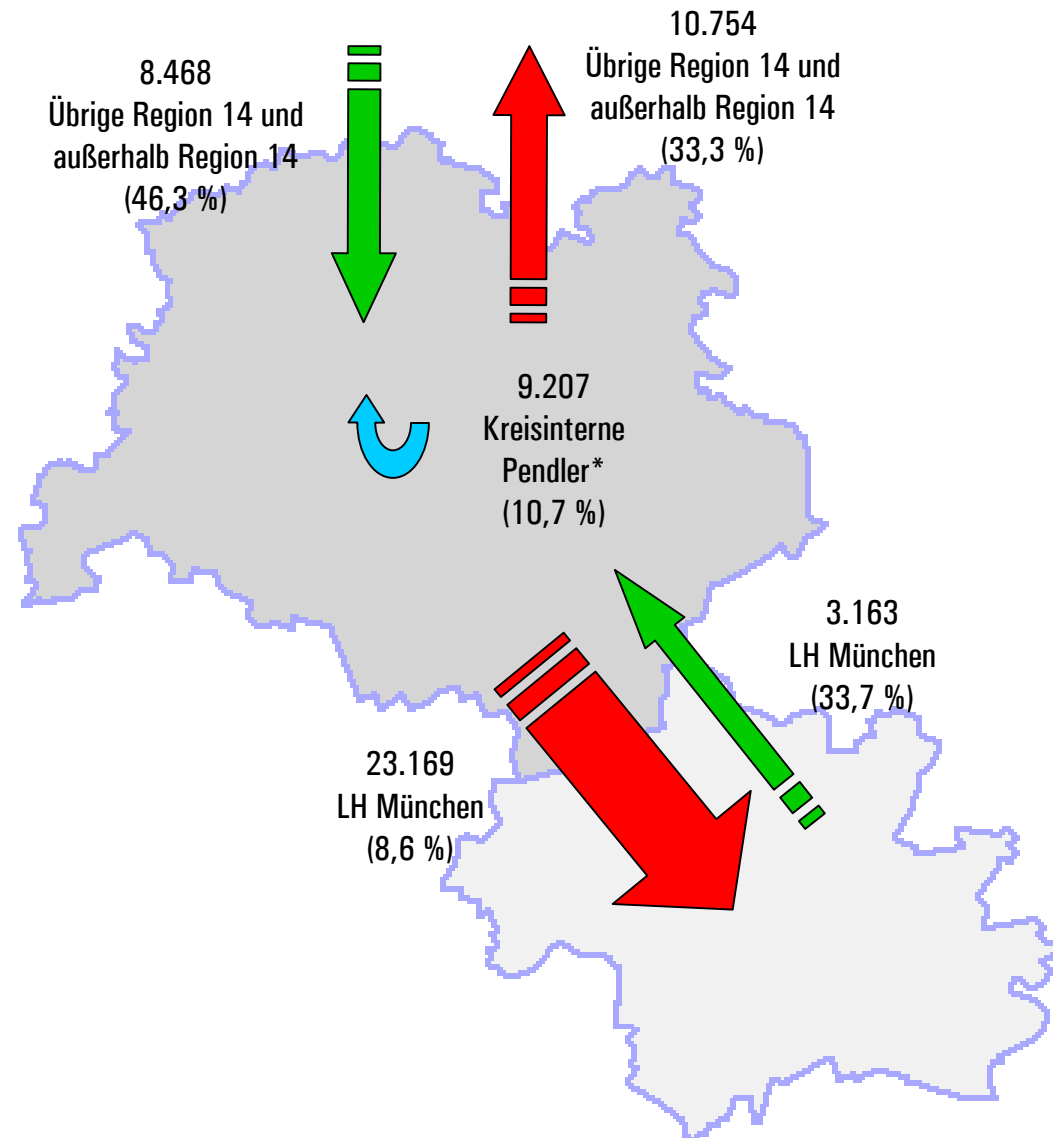 8.468
Übrige Region 14 und
außerhalb Region 14
(46,3 %)
10.754
Übrige Region 14 und
außerhalb Region 14
(33,3 %)
9.207
Kreisinterne
Pendler*
(10,7 %)
3.163
LH München
(33,7 %)
23.169
LH München
(8,6 %)